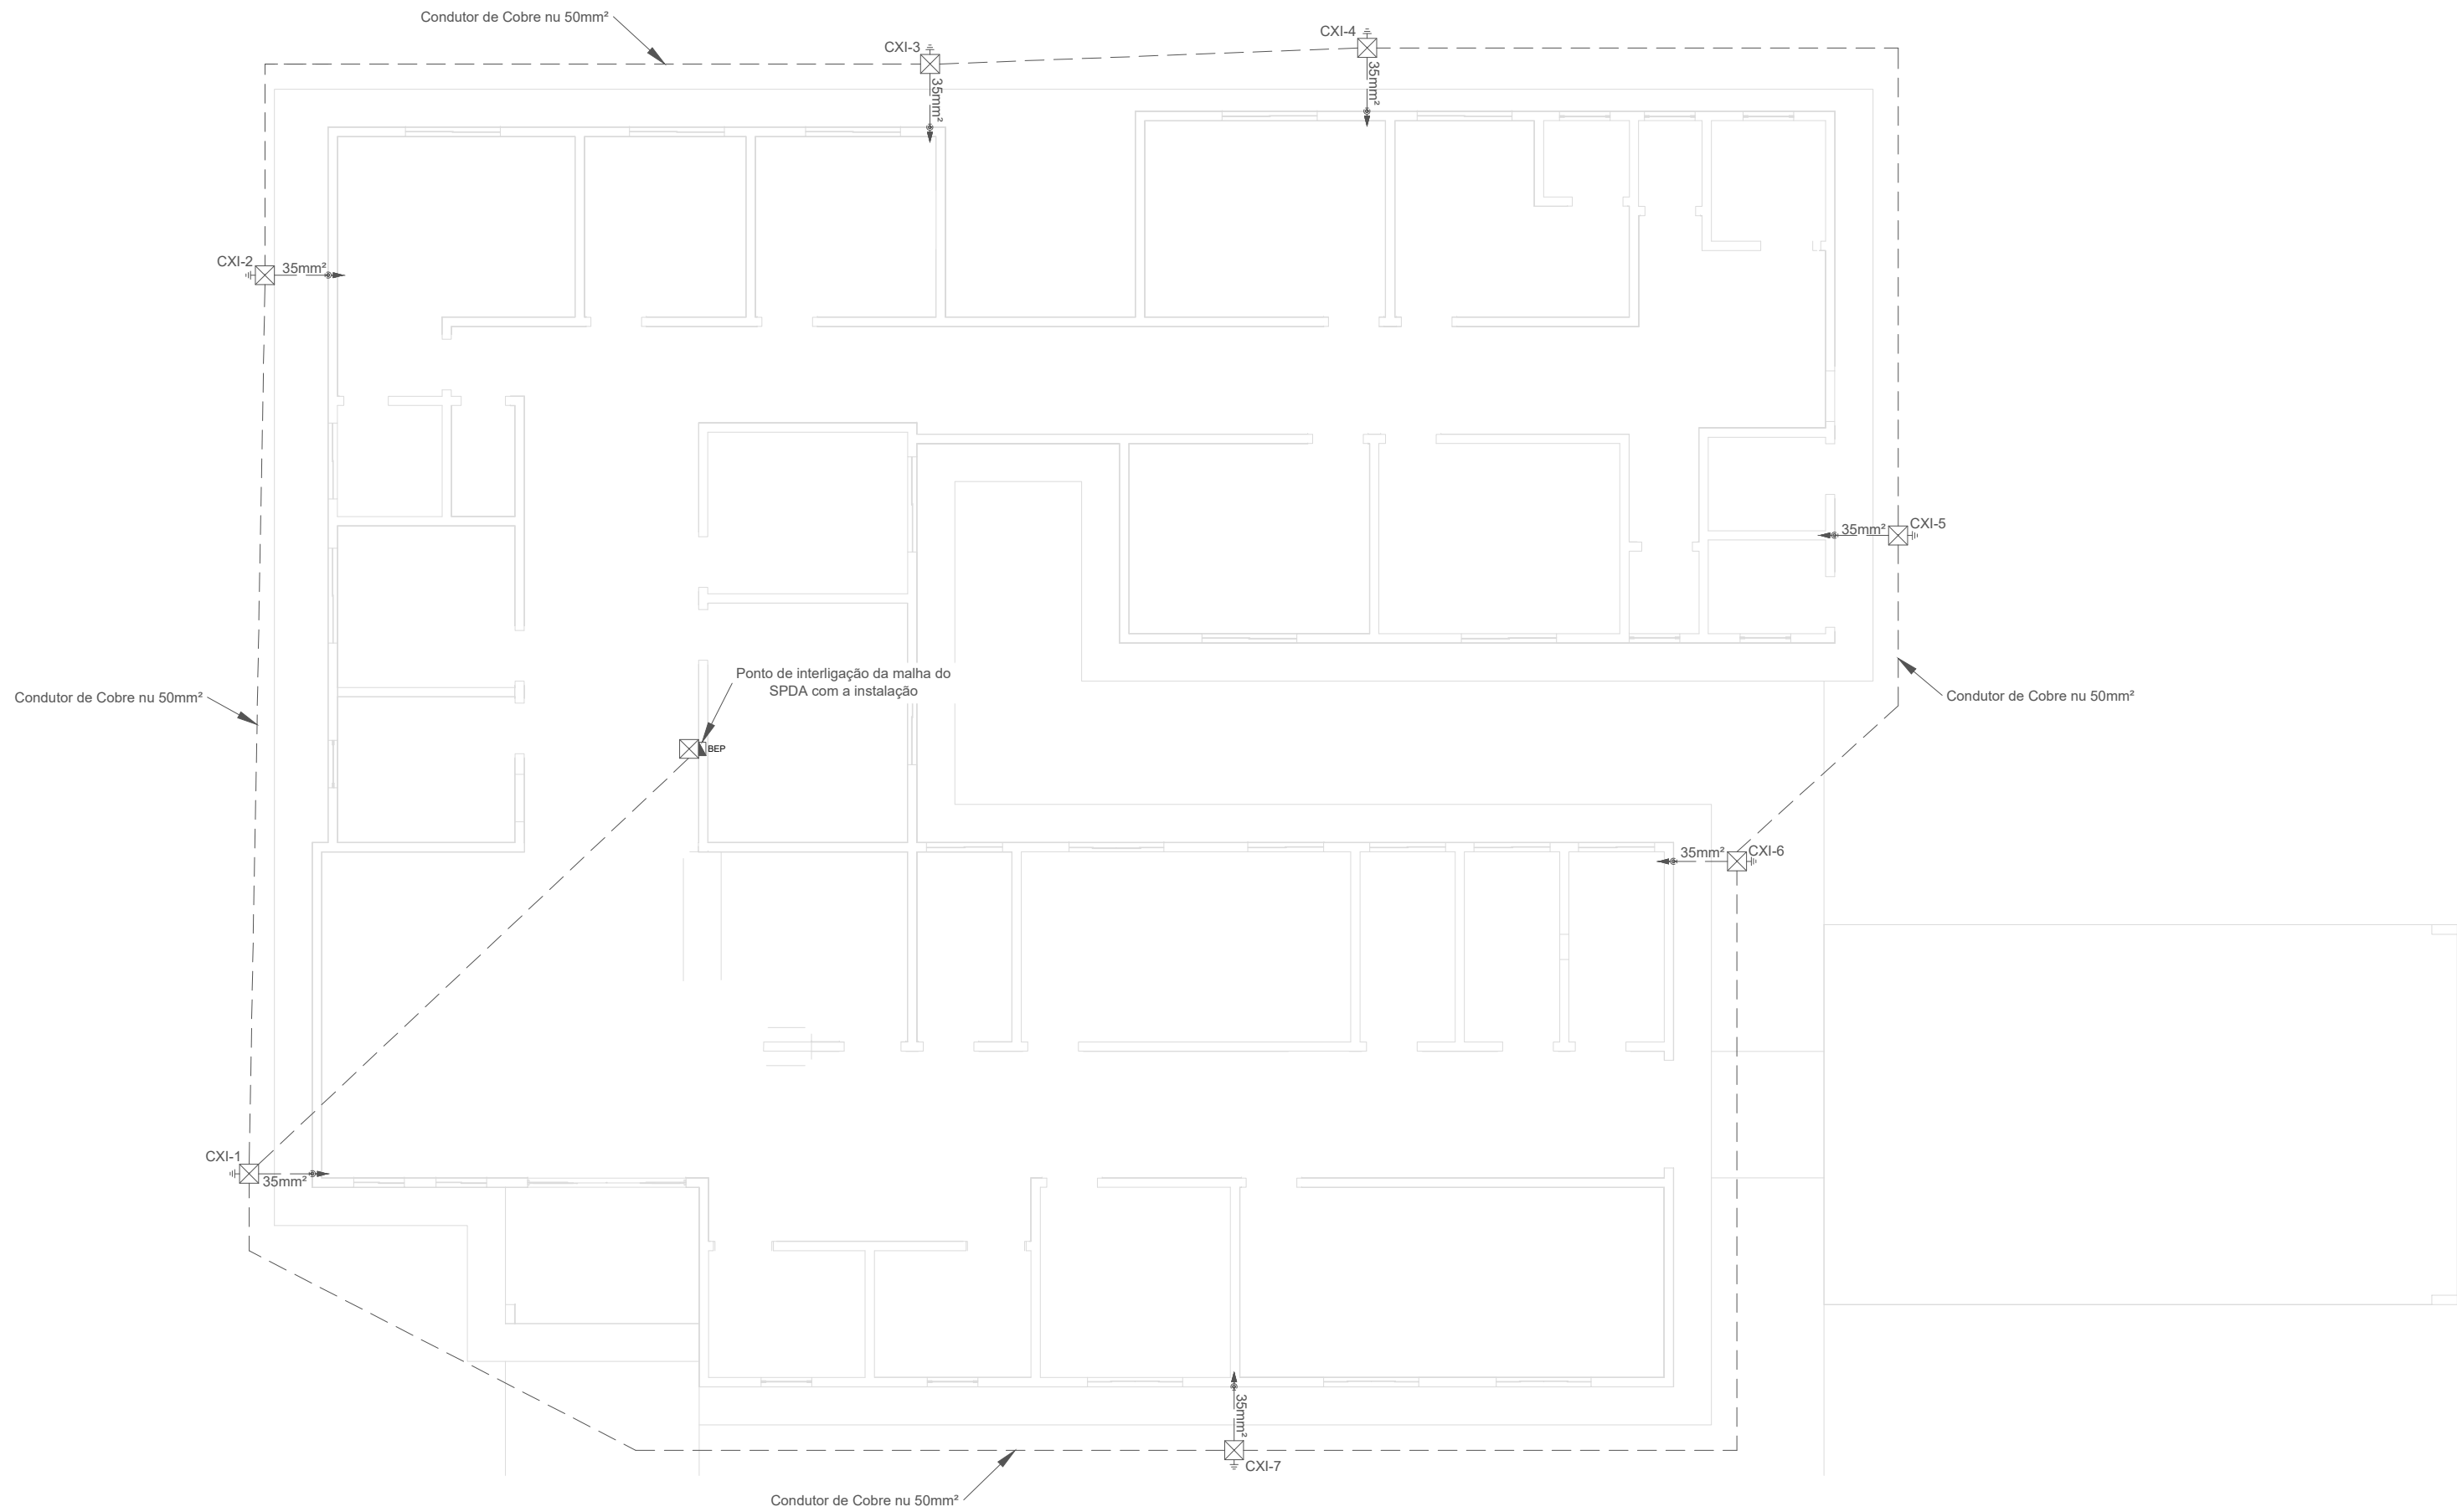 Condutor de Cobre nu 50mm²
CXI-4
CXI-3
35mm²
35mm²
CXI-2
35mm²
35mm²
CXI-5
Ponto de interligação da malha do
SPDA com a instalação
Condutor de Cobre nu 50mm²
Condutor de Cobre nu 50mm²
BEP
35mm²
CXI-6
CXI-1
35mm²
35mm²
CXI-7
Condutor de Cobre nu 50mm²